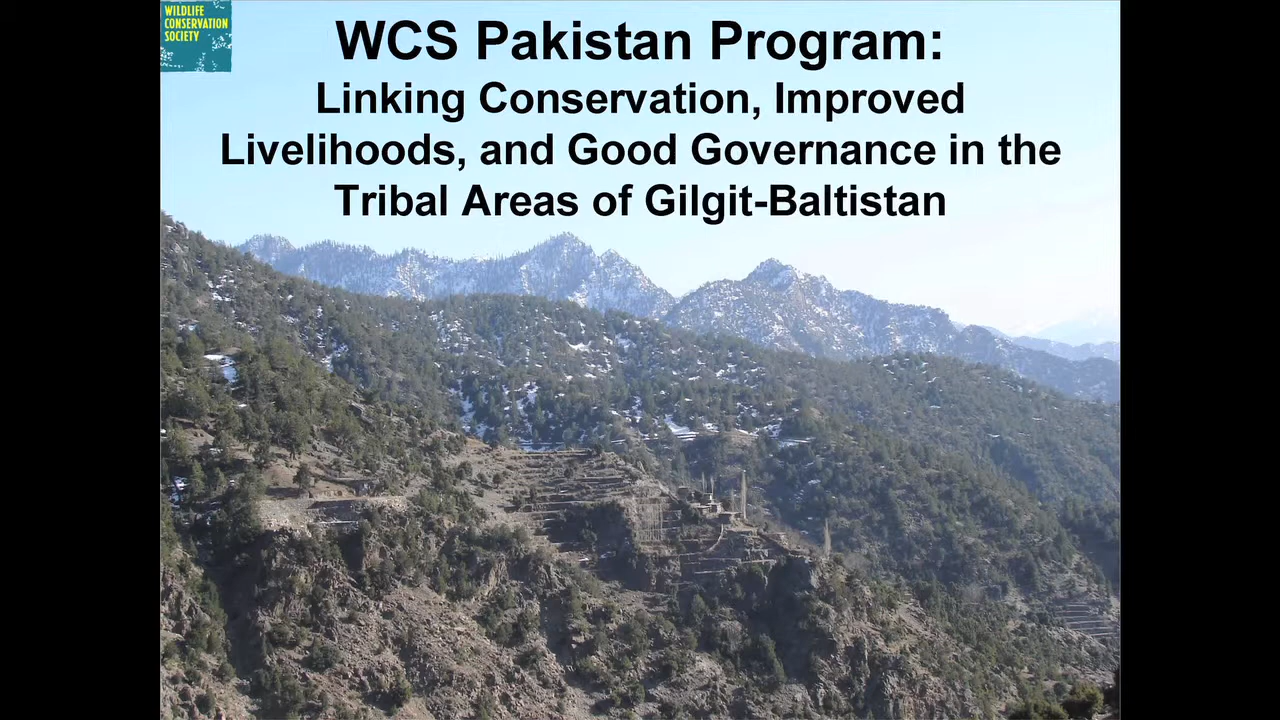 WILDLIFE
CONSERVATION
SOCIETY
WCS Pakistan Program:
Linking Conservation, Improved
Livelihoods, and Good Governance in the
Tribal Areas of Gilgit-Baltistan